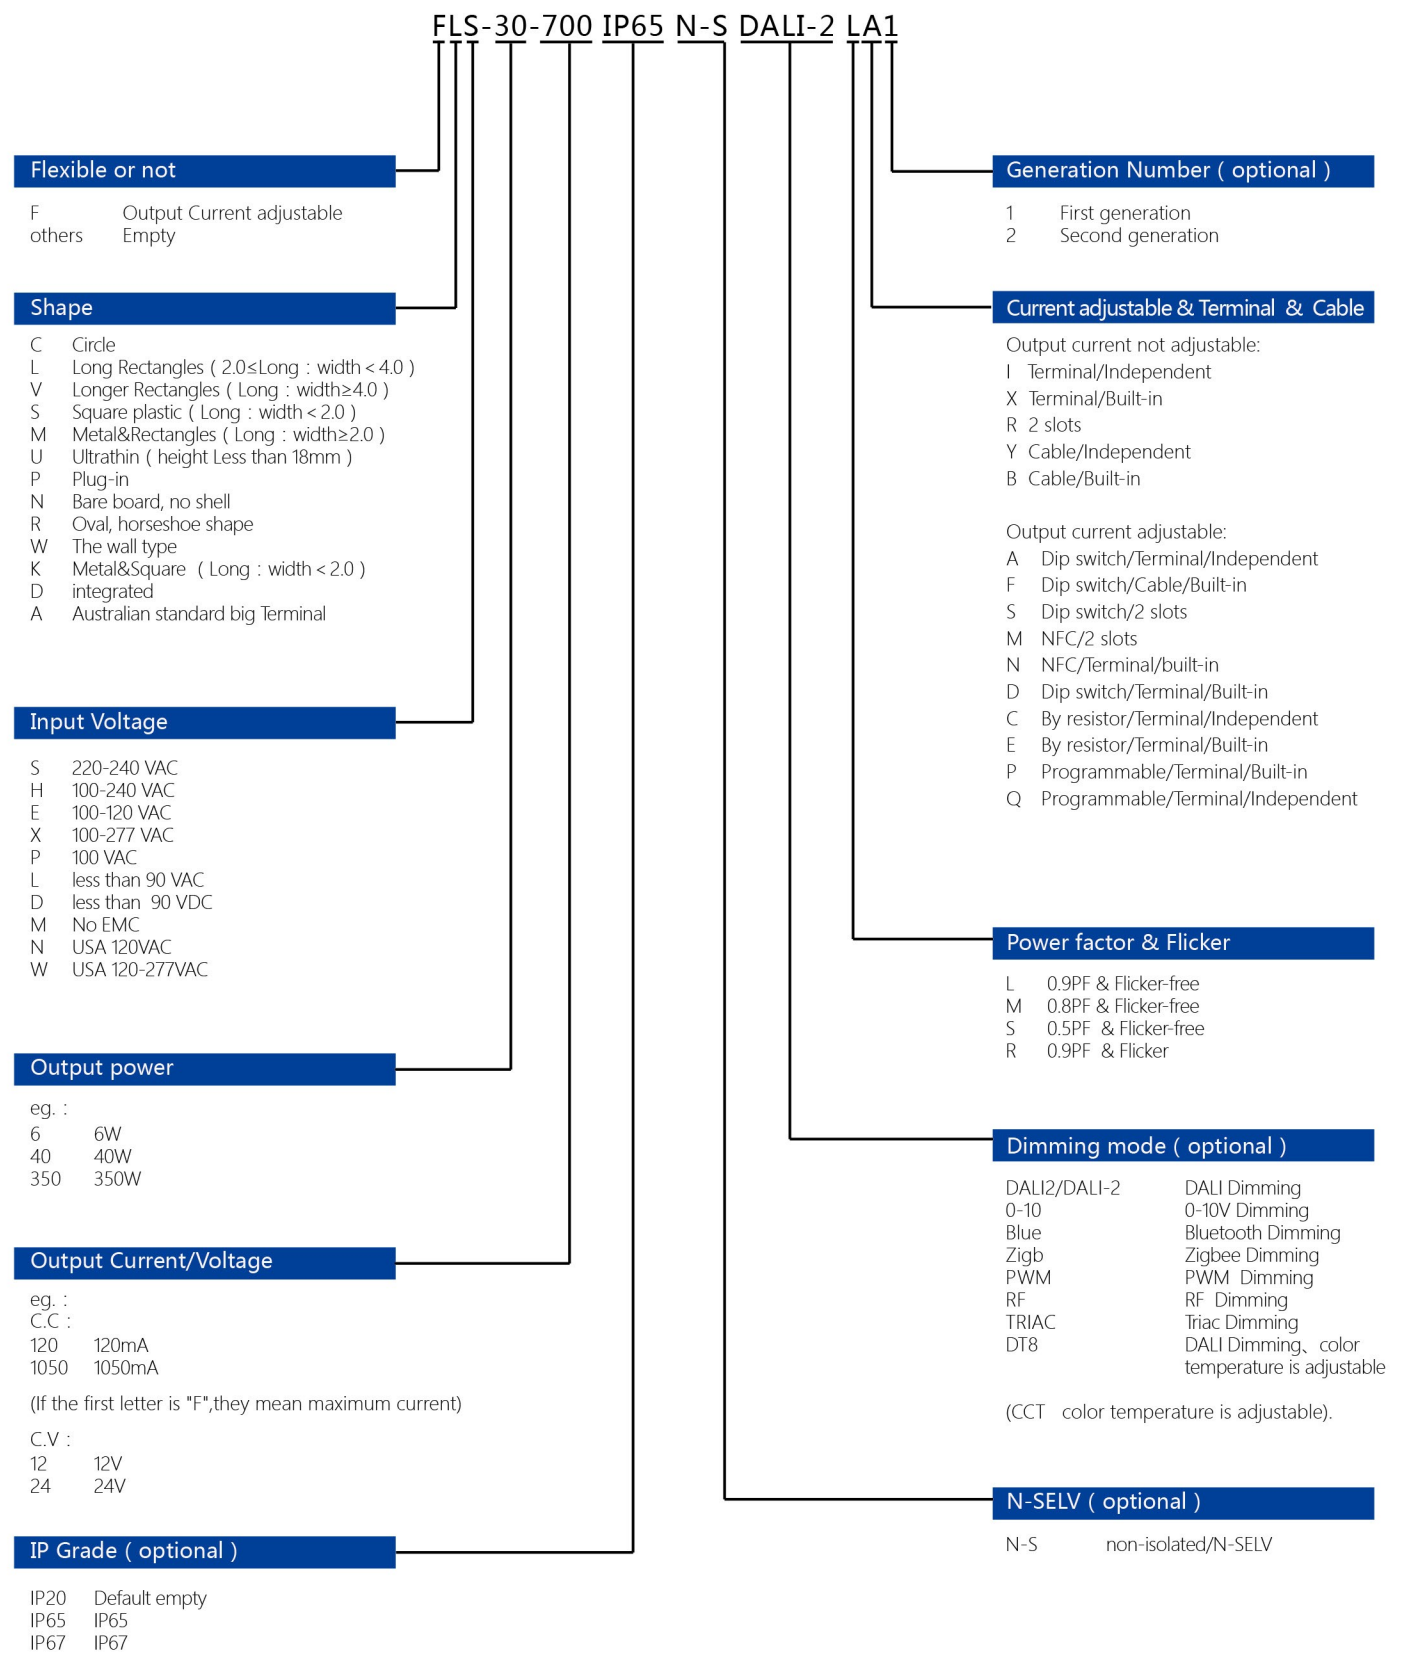 FLS-30-700 IP65 N-S DALI-2 LA1
Flexible or not
F Output Current adjustable
others Empty
Shape
C Circle
L Long Rectangles ( 2.0≤Long : width < 4.0 )
V Longer Rectangles ( Long : width≥4.0 )
S Square plastic ( Long : width < 2.0 )
M Metal&Rectangles ( Long : width≥2.0 )
U Ultrathin ( height Less than 18mm )
P Plug-in
N Bare board, no shell
R Oval, horseshoe shape
W The wall type
K Metal&Square ( Long : width < 2.0 )
D integrated
A Australian standard big Terminal
Input Voltage
S 220-240 VAC
H 100-240 VAC
E 100-120 VAC
X 100-277 VAC
P 100 VAC
L less than 90 VAC
D less than 90 VDC
M No EMC
N USA 120VAC
W USA 120-277VAC
Output power
eg. :
6 6W
40 40W
350 350W
Output Current/Voltage
eg. :
C.C :
120 120mA
1050 1050mA
(If the first letter is "F",they mean maximum current)
C.V :
12 12V
24 24V
IP Grade ( optional )
IP20 Default empty
IP65 IP65
IP67 IP67
Generation Number ( optional )
1 First generation
2 Second generation
Current adjustable & Terminal & Cable
Output current not adjustable:
I Terminal/Independent
X Terminal/Built-in
R 2 slots
Y Cable/Independent
B Cable/Built-in
Output current adjustable:
A Dip switch/Terminal/Independent
F Dip switch/Cable/Built-in
S Dip switch/2 slots
M NFC/2 slots
N NFC/Terminal/built-in
D Dip switch/Terminal/Built-in
C By resistor/Terminal/Independent
E By resistor/Terminal/Built-in
P Programmable/Terminal/Built-in
Q Programmable/Terminal/Independent
Power factor & Flicker
L 0.9PF & Flicker-free
M 0.8PF & Flicker-free
S 0.5PF & Flicker-free
R 0.9PF & Flicker
Dimming mode ( optional )
DALI2/DALI-2 DALI Dimming
0-10 0-10V Dimming
Blue Bluetooth Dimming
Zigb Zigbee Dimming
PWM PWM Dimming
RF RF Dimming
TRIAC Triac Dimming
DT8 DALI Dimming、color
temperature is adjustable
(CCT color temperature is adjustable).
N-SELV ( optional )
N-S non-isolated/N-SELV